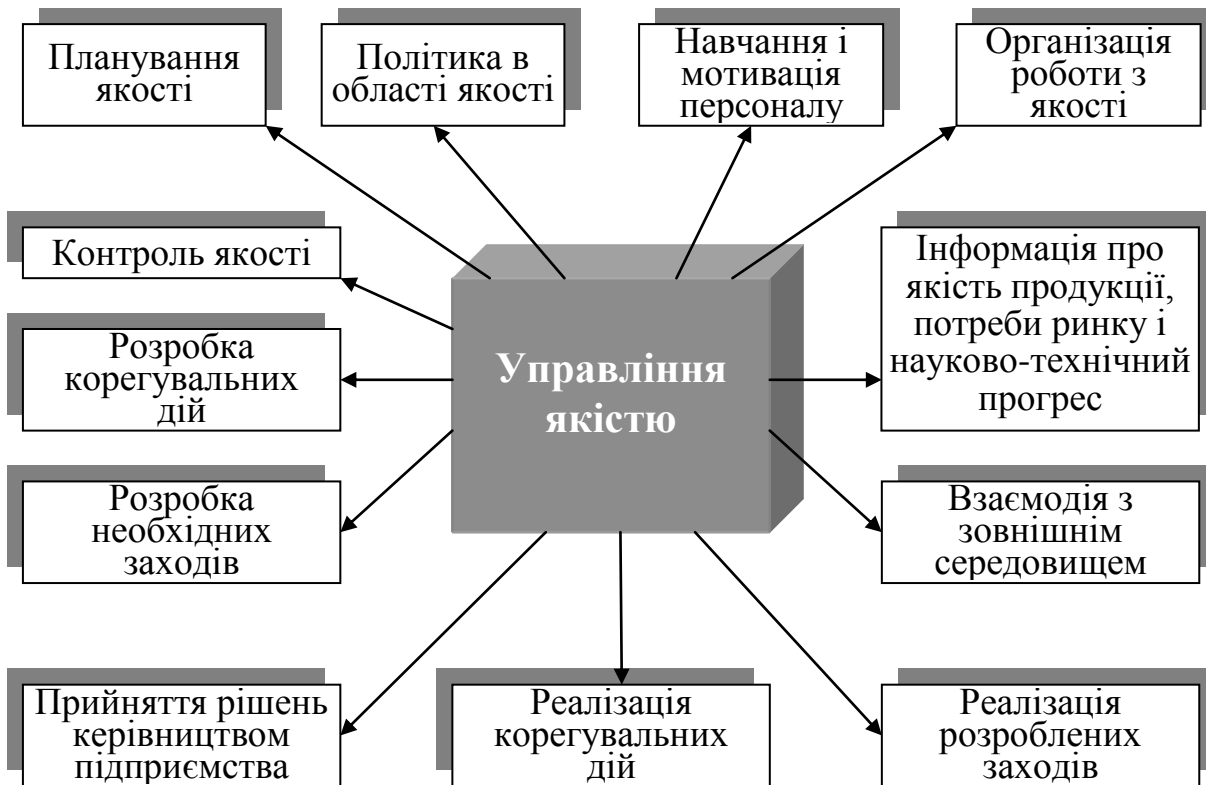 Планування
якості
Політика в
області якості
Навчання і
мотивація
персоналу
Організація
роботи з
якості
Контроль якості
Інформація про
якість продукції,
потреби ринку і
науково-технічний
прогрес
Розробка
корегувальних
дій
Управління
якістю
Розробка
необхідних
заходів
Взаємодія з
зовнішнім
середовищем
Прийняття рішень
керівництвом
підприємства
Реалізація
корегувальних
дій
Реалізація
розроблених
заходів